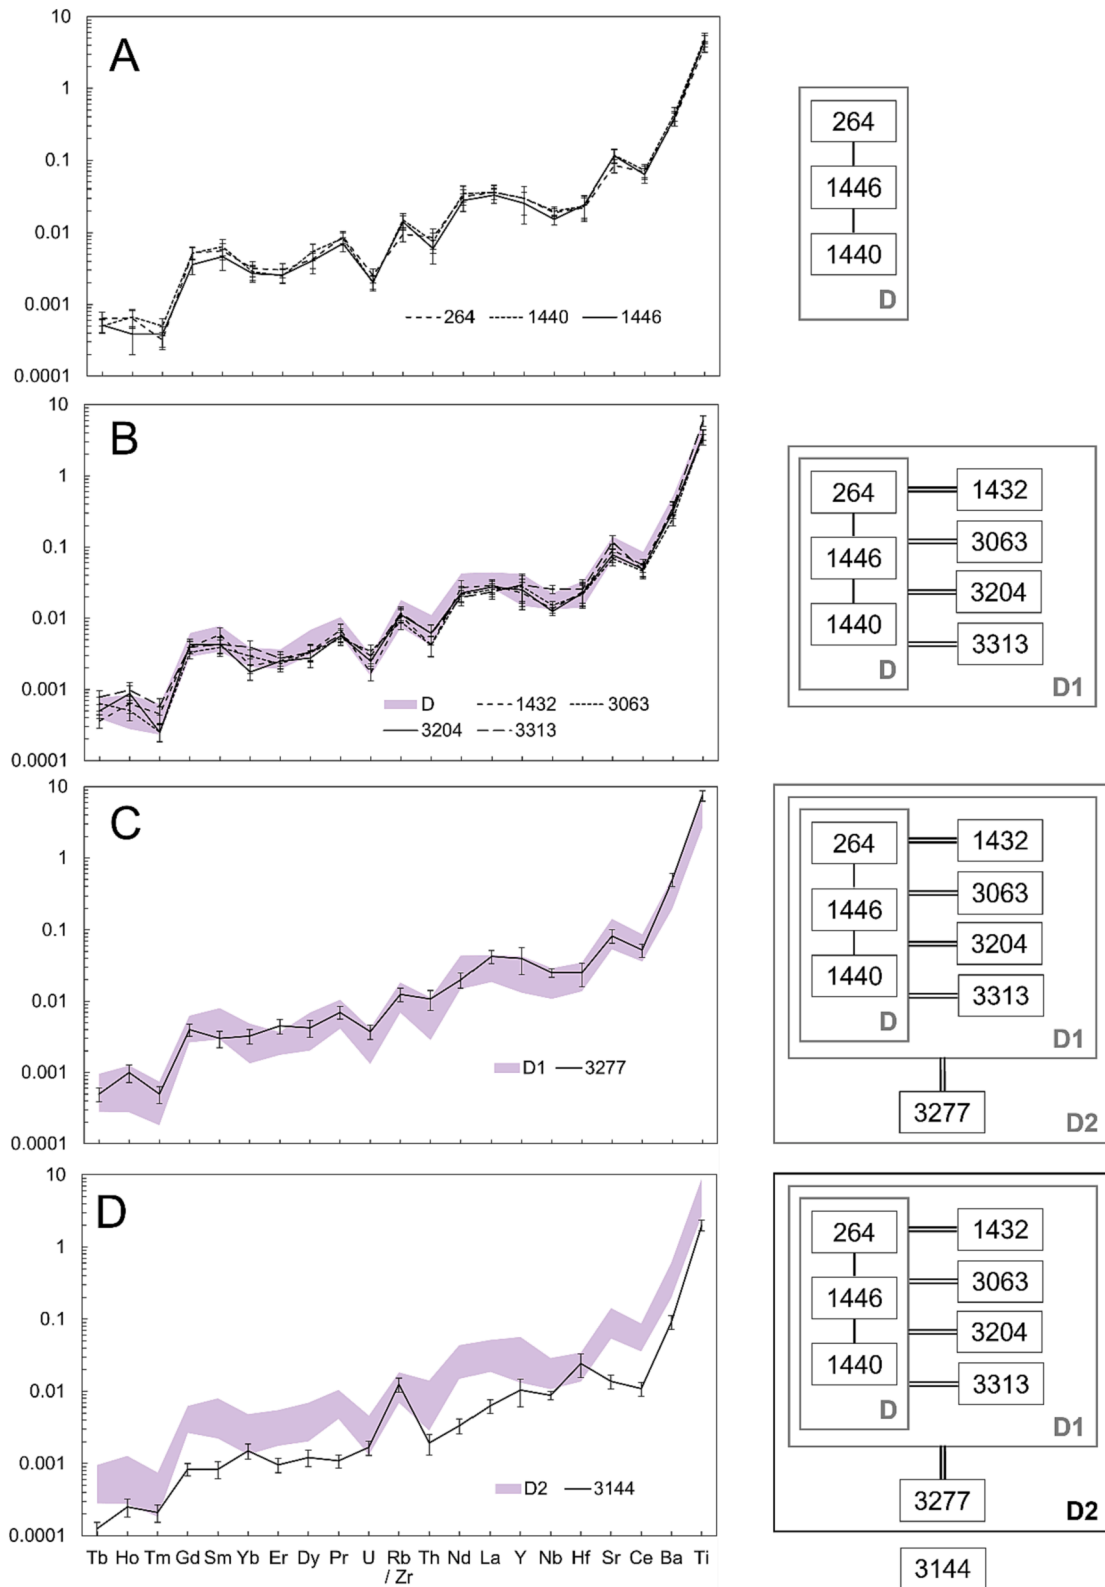 A
10
1
0.1
0.01
0.001
0.0001
264 1440 1446
264
1446
1440
D
B
10
1
0.1
0.01
0.001
0.0001
D 1432 3063
3204 3313
264
1446
1440
D
1432
3063
3204
3313
D1
C
10
1
0.1
0.01
0.001
0.0001
D1 3277
264
1446
1440
D
1432
3063
3204
3313
D1
3277
D2
D
10
1
0.1
0.01
0.001
0.0001
D2 3144
Tb Ho Tm Gd Sm Yb Er Dy Pr U Rb Th Nd La Y Nb Hf Sr Ce Ba Ti
/ Zr
264
1446
1440
D
1432
3063
3204
3313
D1
3277
D2
3144